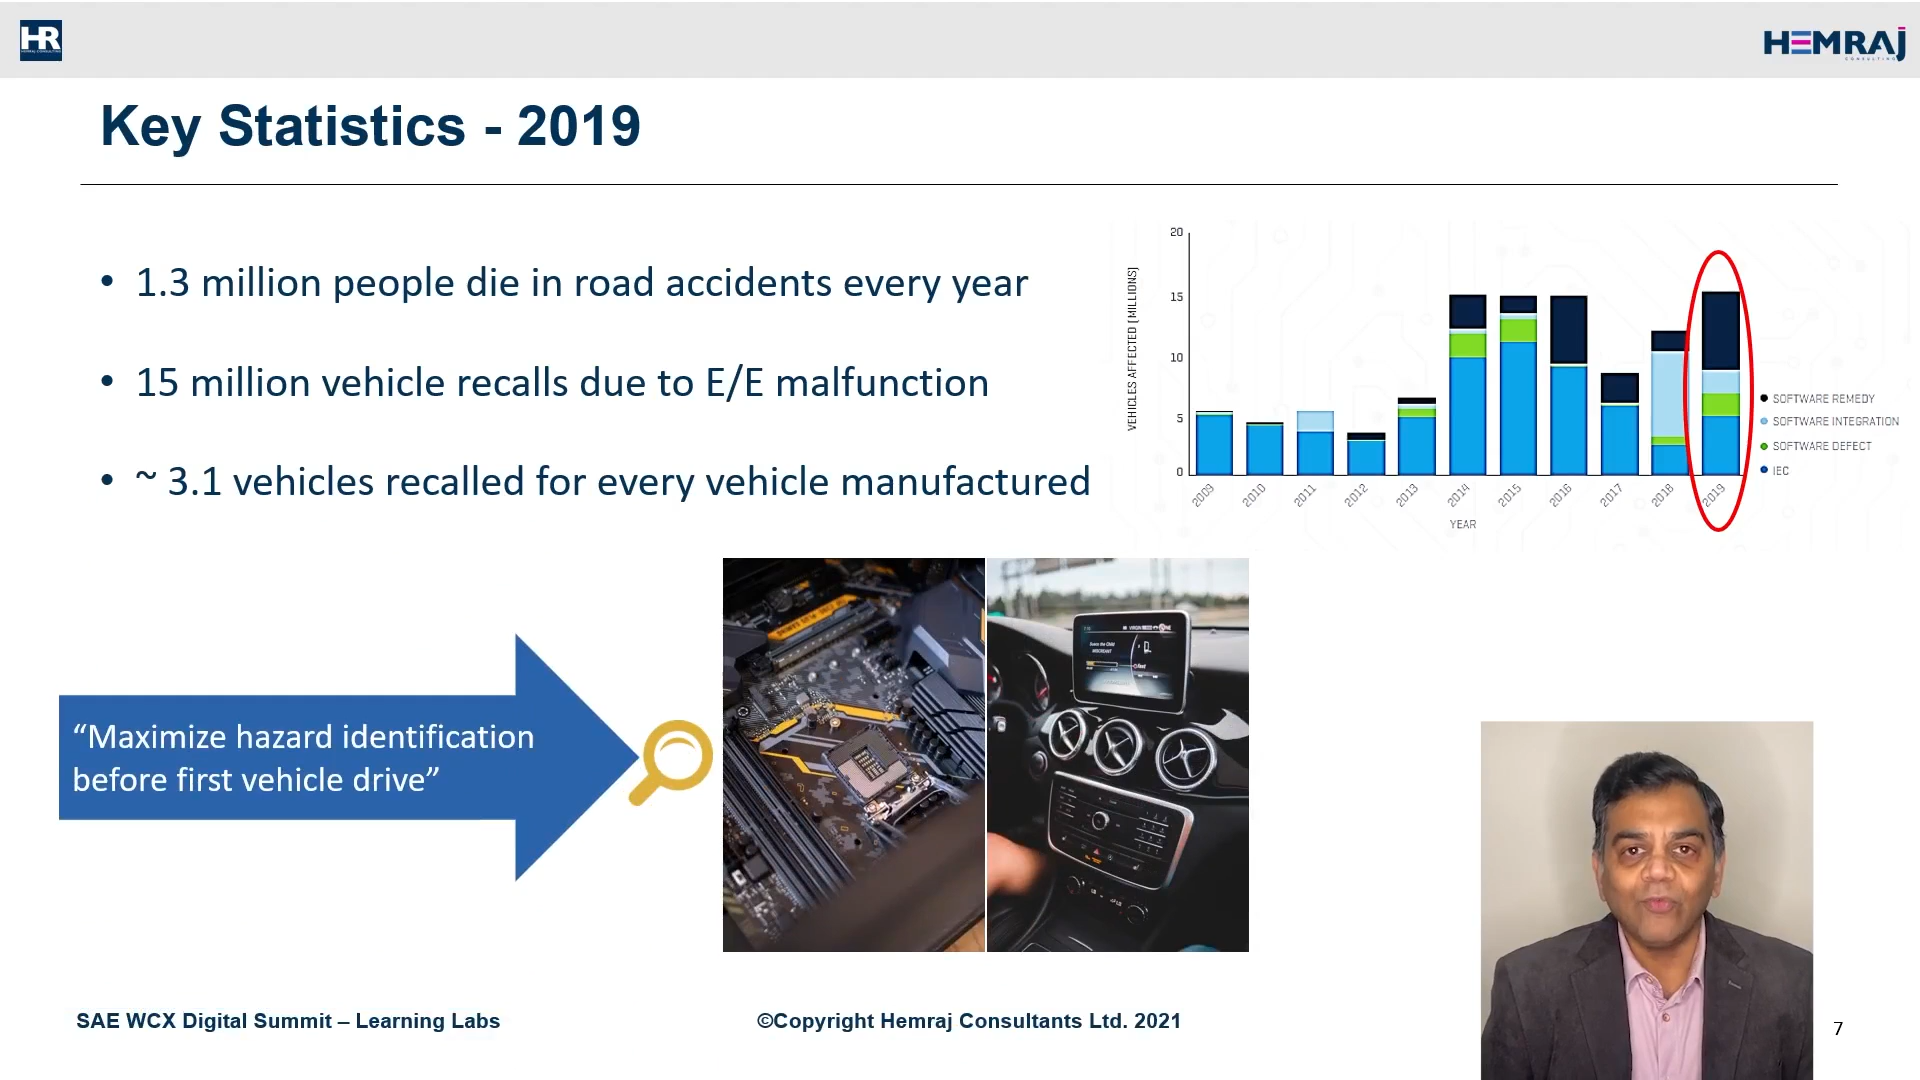 HR
HEMRAJ
CONSULTING
Key Statistics - 2019
• 1.3 million people die in road accidents every year
• 15 million vehicle recalls due to E/E malfunction
• ~ 3.1 vehicles recalled for every vehicle manufactured
VEHICLES AFFECTED [MILLIONS]
20
15
10
5
0
2009 2010 2011 2012 2013 2014 2015 2016 2017 2018 2019
YEAR
SOFTWARE REMEDY
SOFTWARE INTEGRATION
SOFTWARE DEFECT
IEC
“Maximize hazard identification
before first vehicle drive”
SAE WCX Digital Summit – Learning Labs
©Copyright Hemraj Consultants Ltd. 2021
7